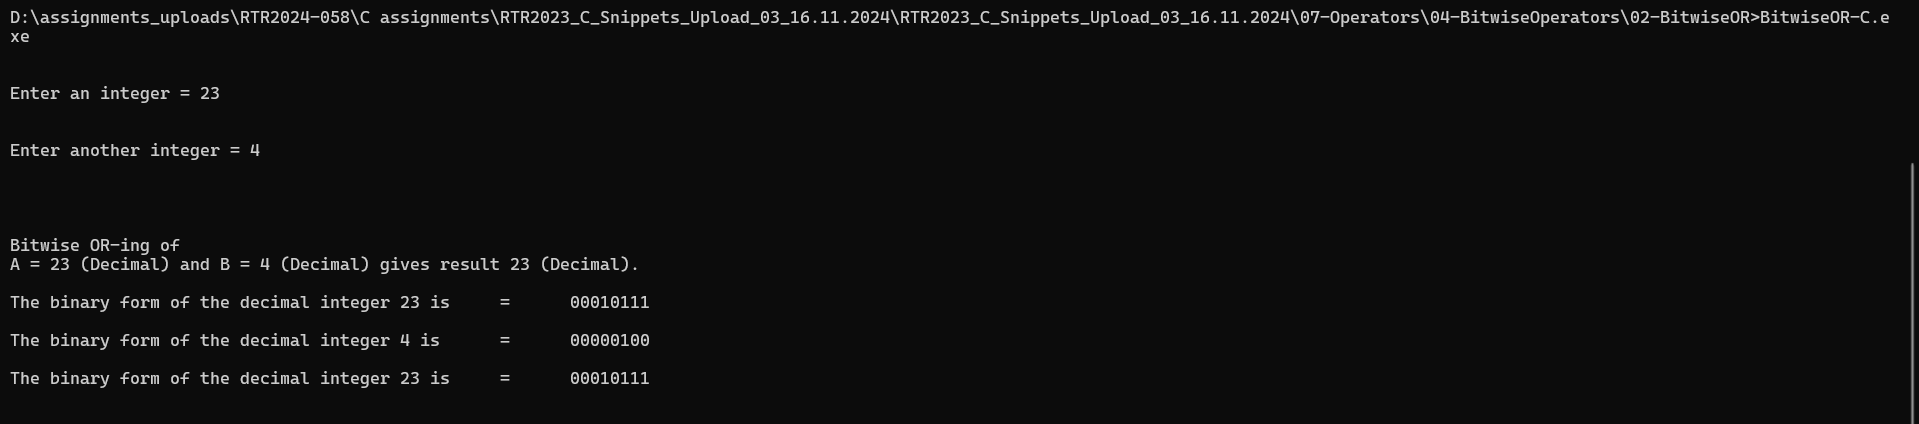 D:\assignments_uploads\RTR2024-058\C assignments\RTR2023_C_Snippets_Upload_03_16.11.2024\RTR2023_C_Snippets_Upload_03_16.11.2024\07-Operators\04-BitwiseOperators\02-BitwiseOR>BitwiseOR-C.e
xe
Enter an integer = 23
Enter another integer = 4
Bitwise OR-ing of
A = 23 (Decimal) and B = 4 (Decimal) gives result 23 (Decimal).
The binary form of the decimal integer 23 is     =      00010111
The binary form of the decimal integer 4 is      =      00000100
The binary form of the decimal integer 23 is     =      00010111